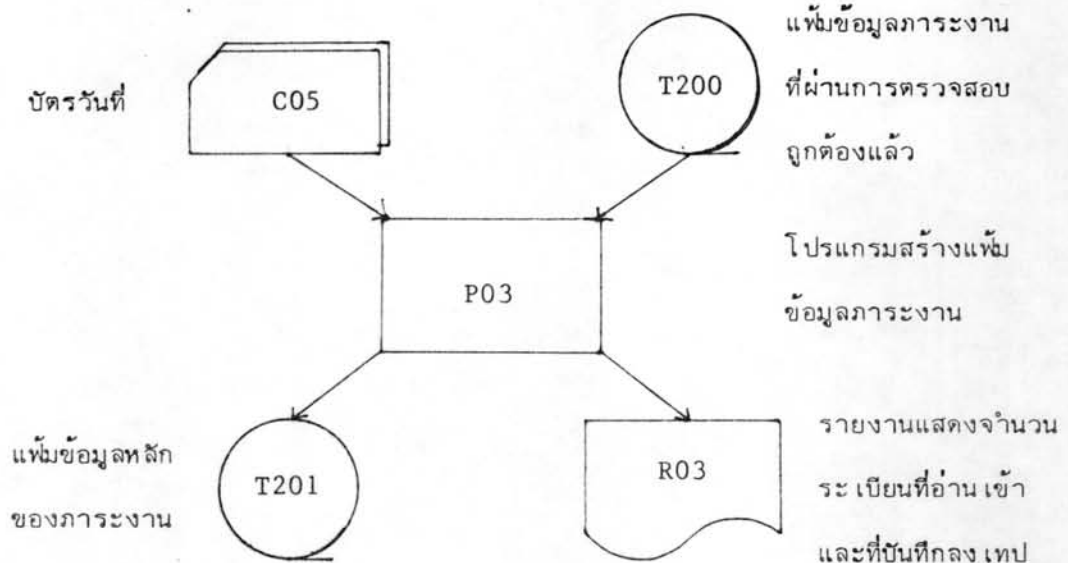 บัตรวันที่
C05
T200
แฟ้มข้อมูลภาระงาน
ที่ผ่านการตรวจสอบ
ถูกต้องแล้ว
P03
โปรแกรมสร้างแฟ้ม
ข้อมูลภาระงาน
แฟ้มข้อมูลหลัก
ของภาระงาน
T201
R03
รายงานแสดงจำนวน
ระเบียนที่อ่านเข้า
และที่บันทึกลงเทป